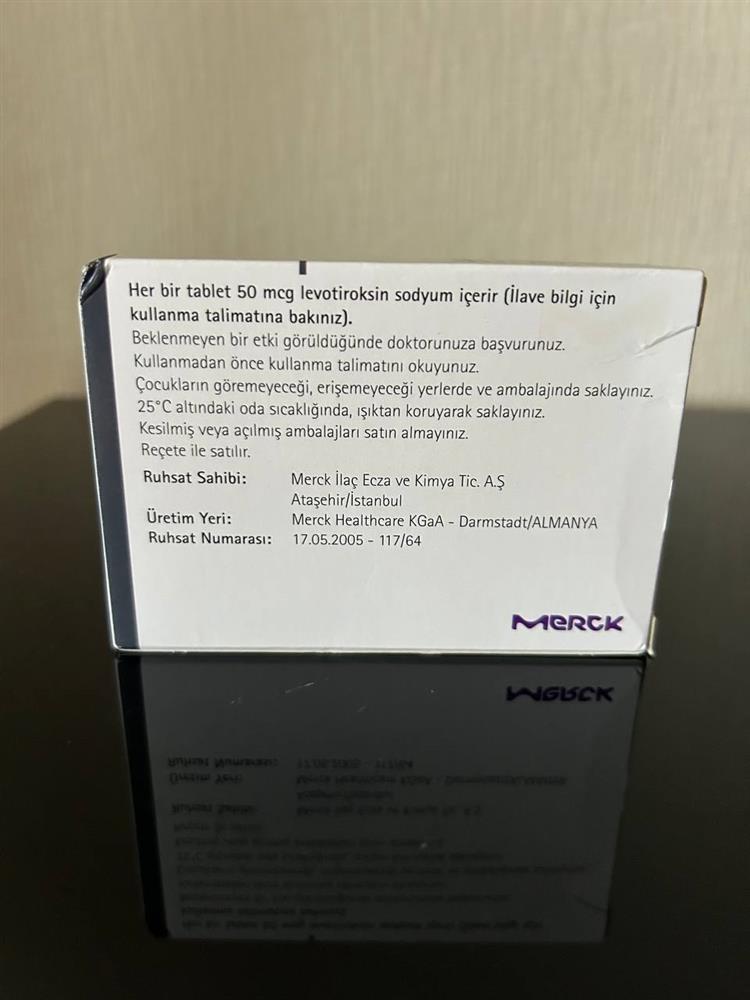 Her bir tablet 50 mcg levotiroksin sodyum içerir (İlave bilgi için
kullanma talimatına bakınız).
Beklenmeyen bir etki görüldüğünde doktorunuza başvurunuz.
Kullanmadan önce kullanma talimatını okuyunuz.
Çocukların göremeyeceği, erişemeyeceği yerlerde ve ambalajında saklayınız.
25°C altındaki oda sıcaklığında, ışıktan koruyarak saklayınız.
Kesilmiş veya açılmış ambalajları satın almayınız.
Reçete ile satılır.
Ruhsat Sahibi: Merck İlaç Ecza ve Kimya Tic. A.Ş
Ataşehir/İstanbul
Üretim Yeri: Merck Healthcare KGaA - Darmstadt/ALMANYA
Ruhsat Numarası: 17.05.2005 - 117/64
MERCK